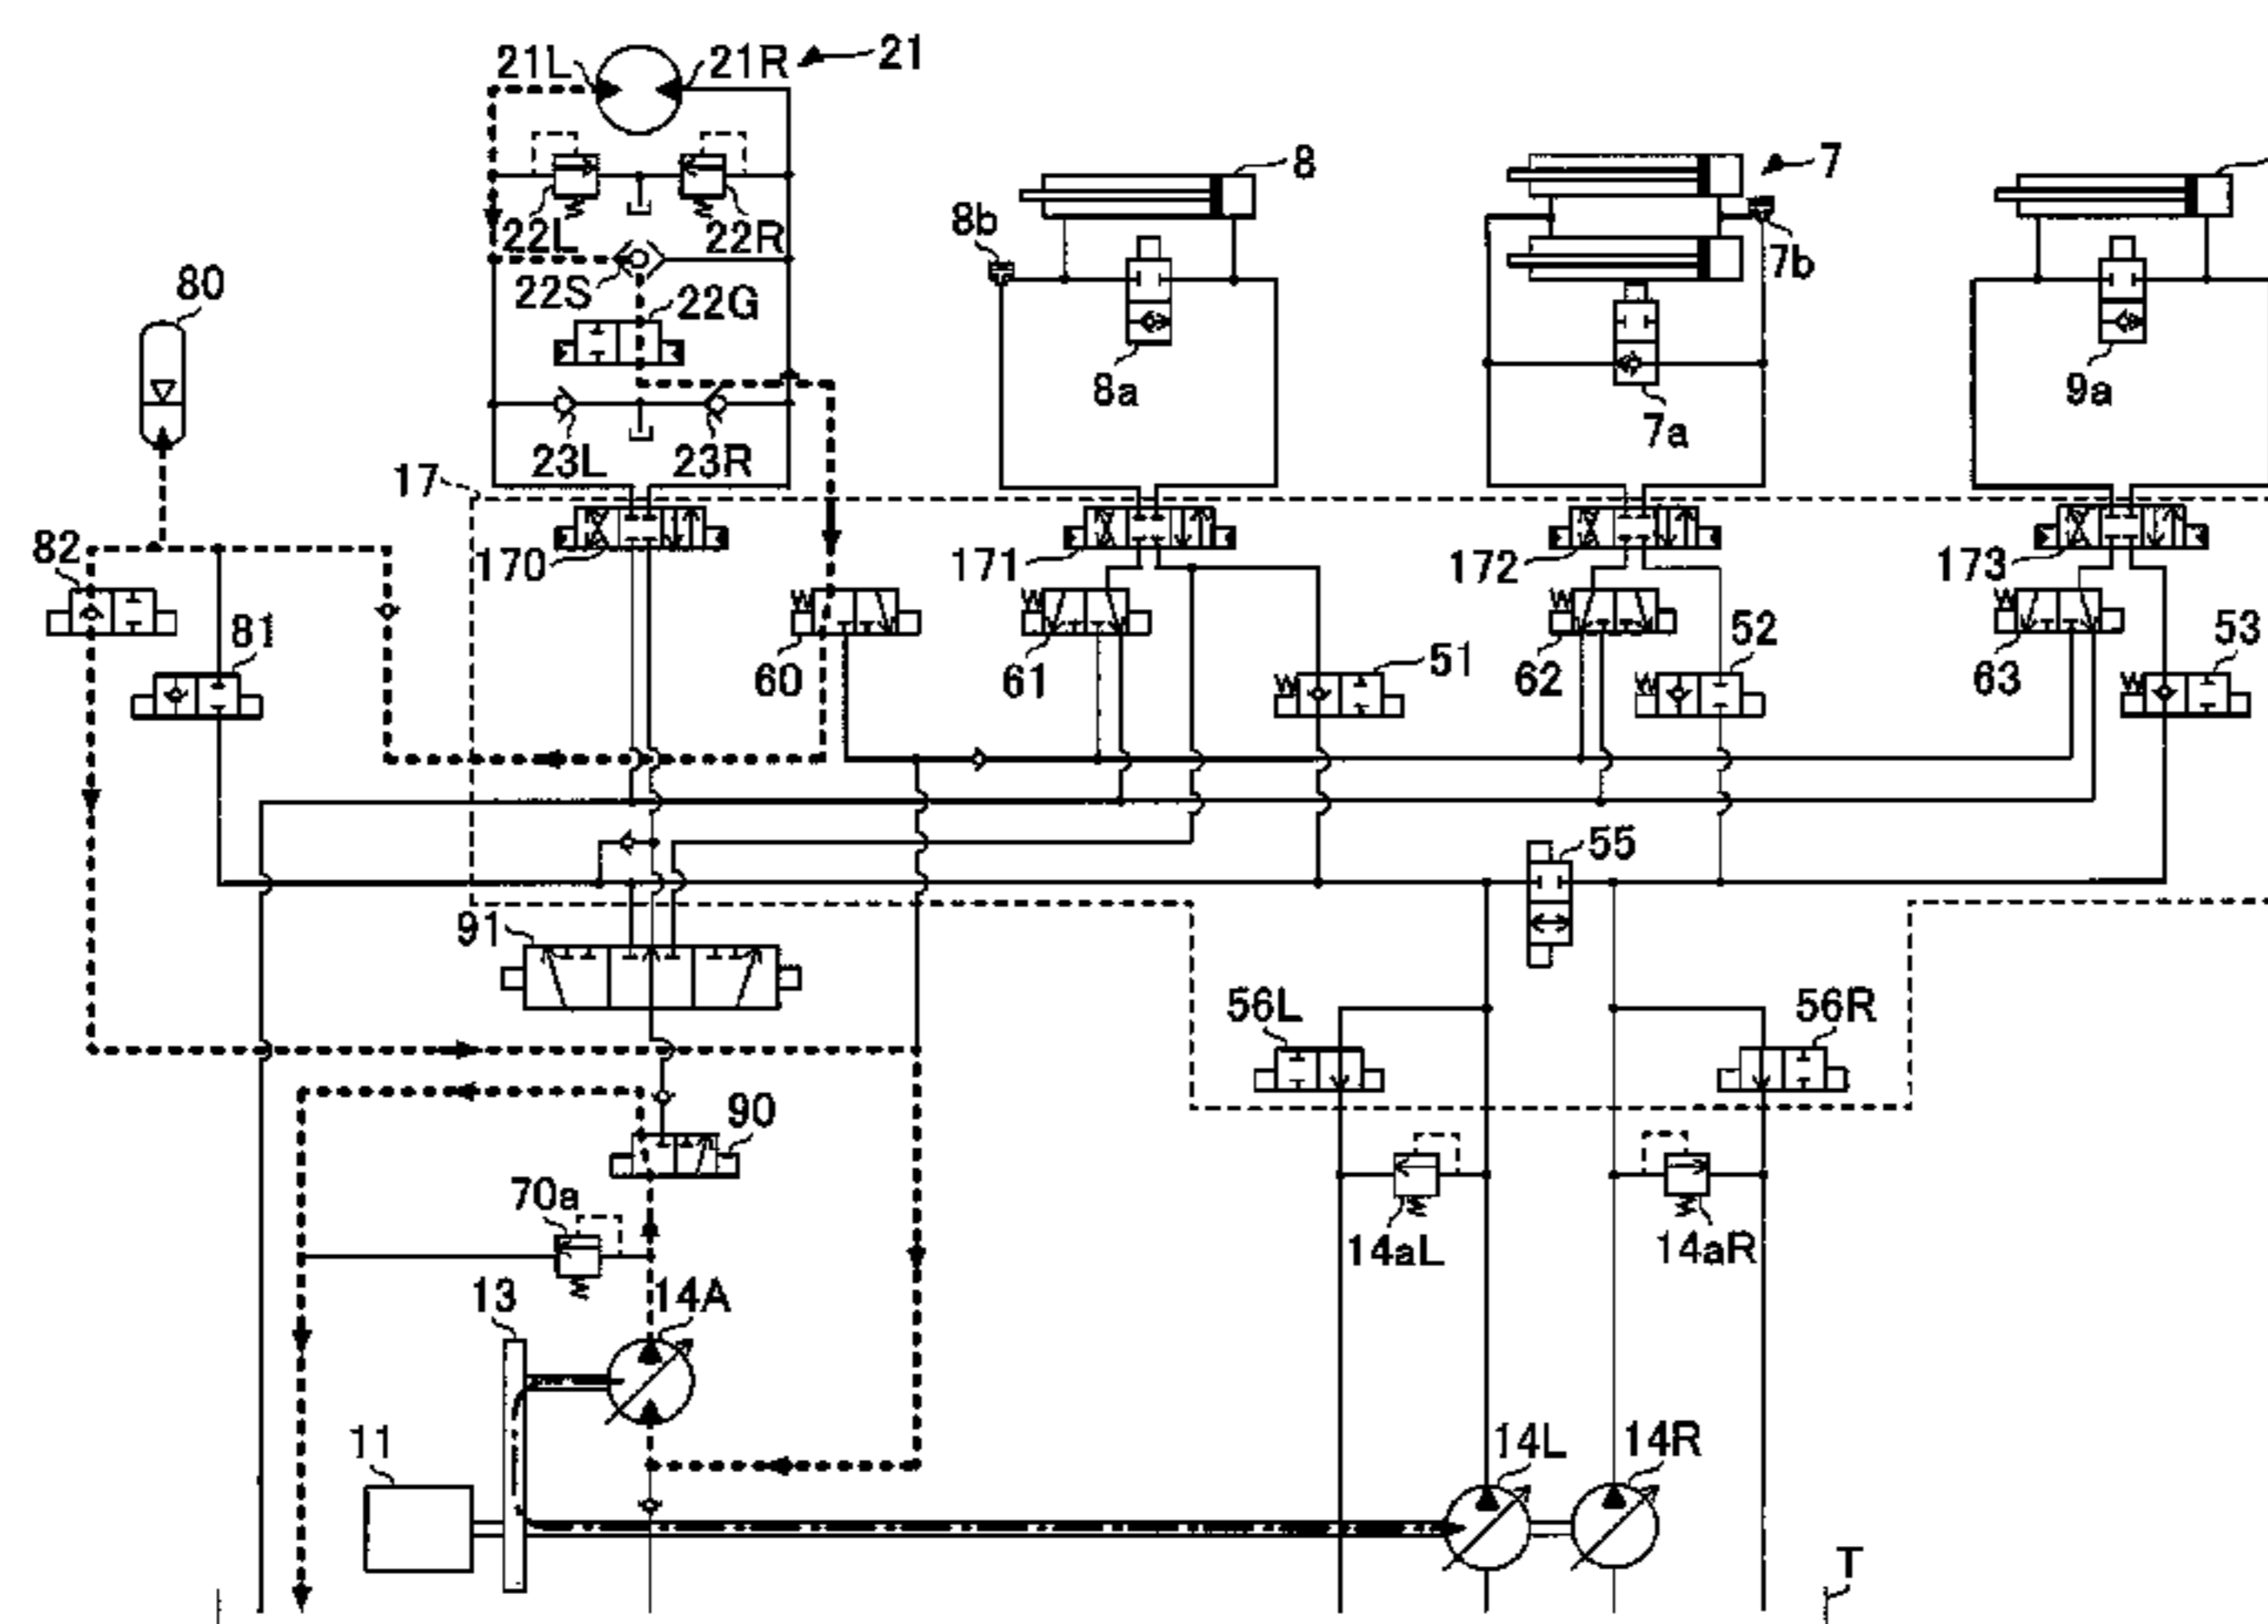 21L 21R 21
8 7
22L 22R 8b 7b
80 22S 22G
8a 7a 9a
23L 23R
17
82 170 171 172 173
81 60 61 51 62 52 63 53
55
91
56L 56R
90
70a
14aL 14aR
13 14A
11 14L 14R
T